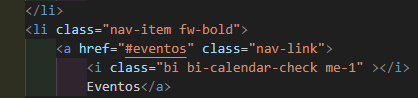 </li>
<li class="nav-item fw-bold">
<a href="#eventos" class="nav-link">
<i class="bi bi-calendar-check me-1" ></i>
Eventos</a>